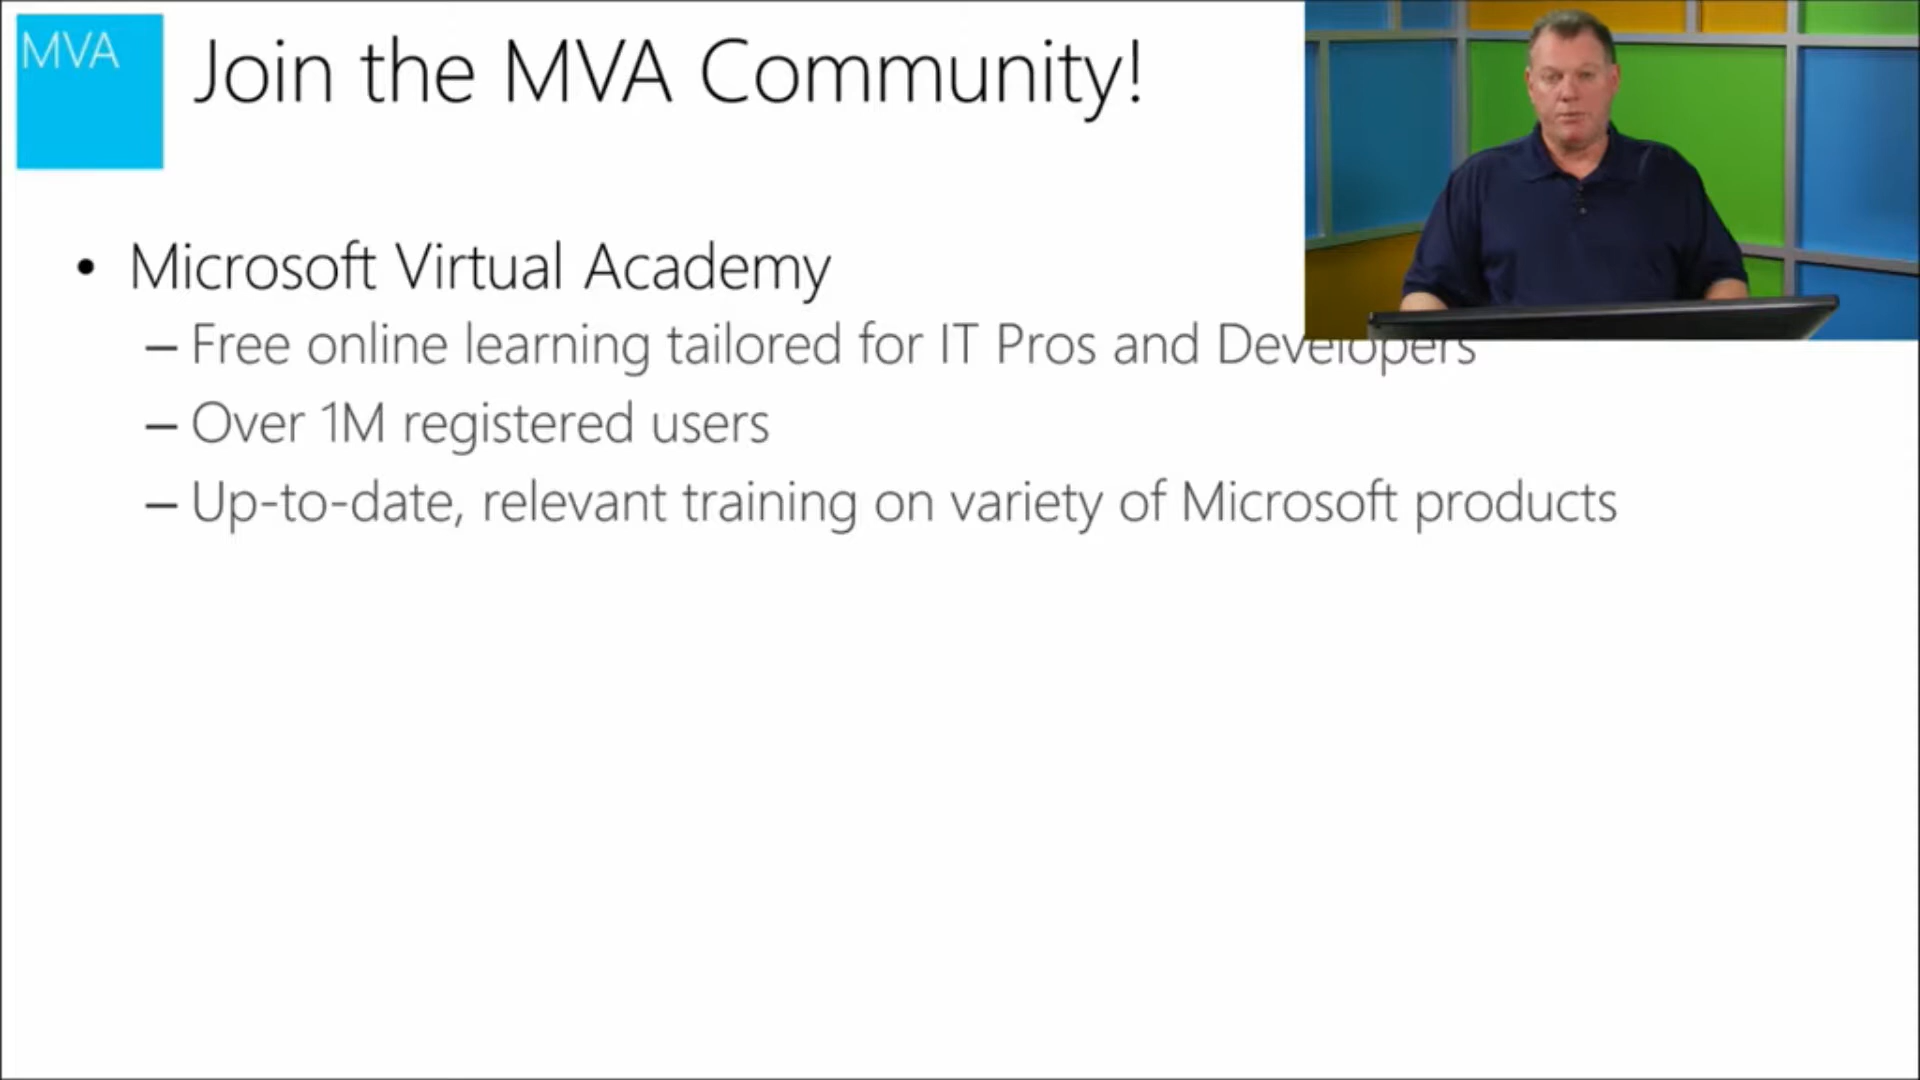 MVA
Join the MVA Community!
• Microsoft Virtual Academy
– Free online learning tailored for IT Pros and Developers
– Over 1M registered users
– Up-to-date, relevant training on variety of Microsoft products